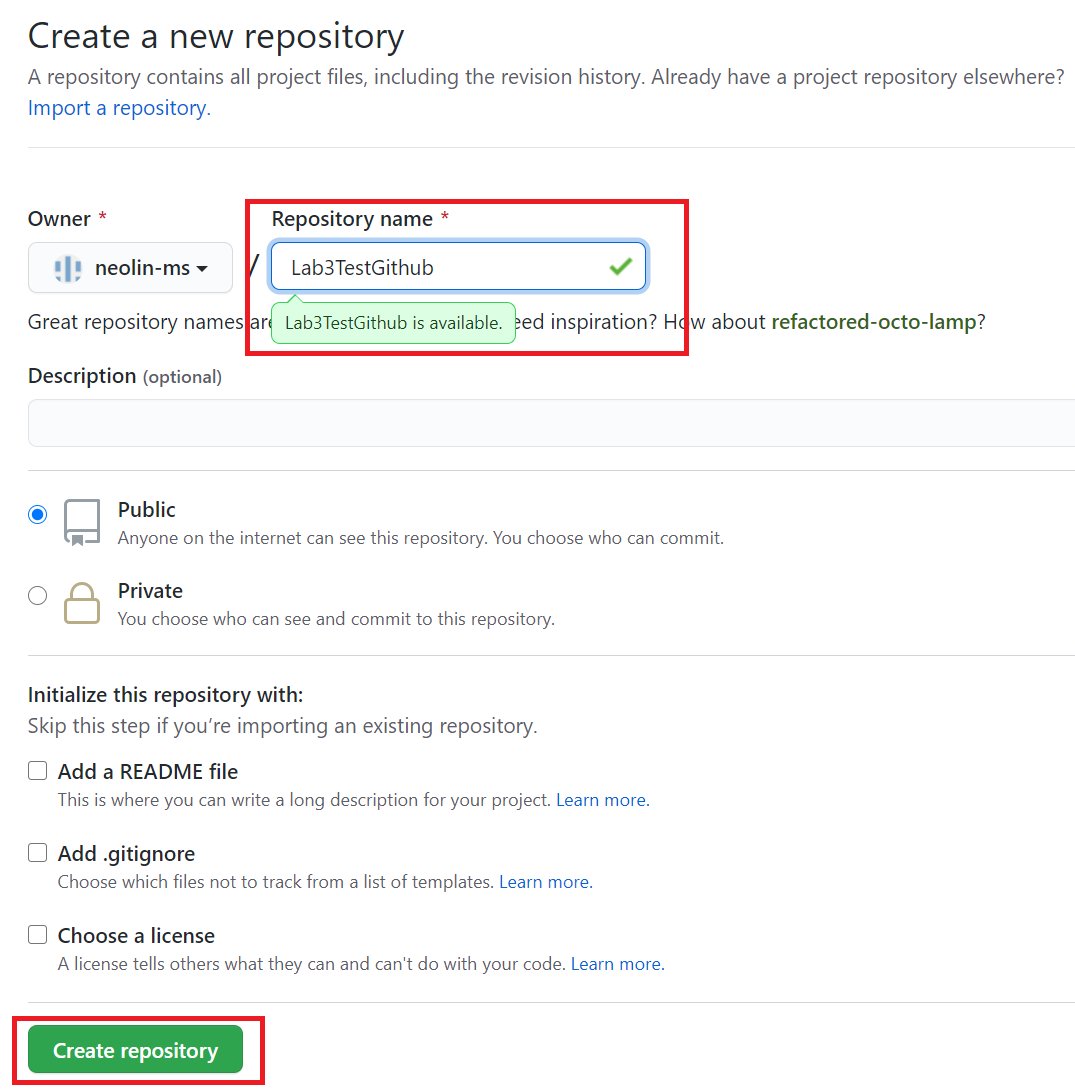 Create a new repository
A repository contains all project files, including the revision history. Already have a project repository elsewhere?
Import a repository.
Owner *
Repository name *
neolin-ms
/
Lab3TestGithub
Great repository names are
Lab3TestGithub is available.
eed inspiration? How about refactored-octo-lamp?
Description (optional)
Public
Anyone on the internet can see this repository. You choose who can commit.
Private
You choose who can see and commit to this repository.
Initialize this repository with:
Skip this step if you’re importing an existing repository.
Add a README file
This is where you can write a long description for your project. Learn more.
Add .gitignore
Choose which files not to track from a list of templates. Learn more.
Choose a license
A license tells others what they can and can't do with your code. Learn more.
Create repository